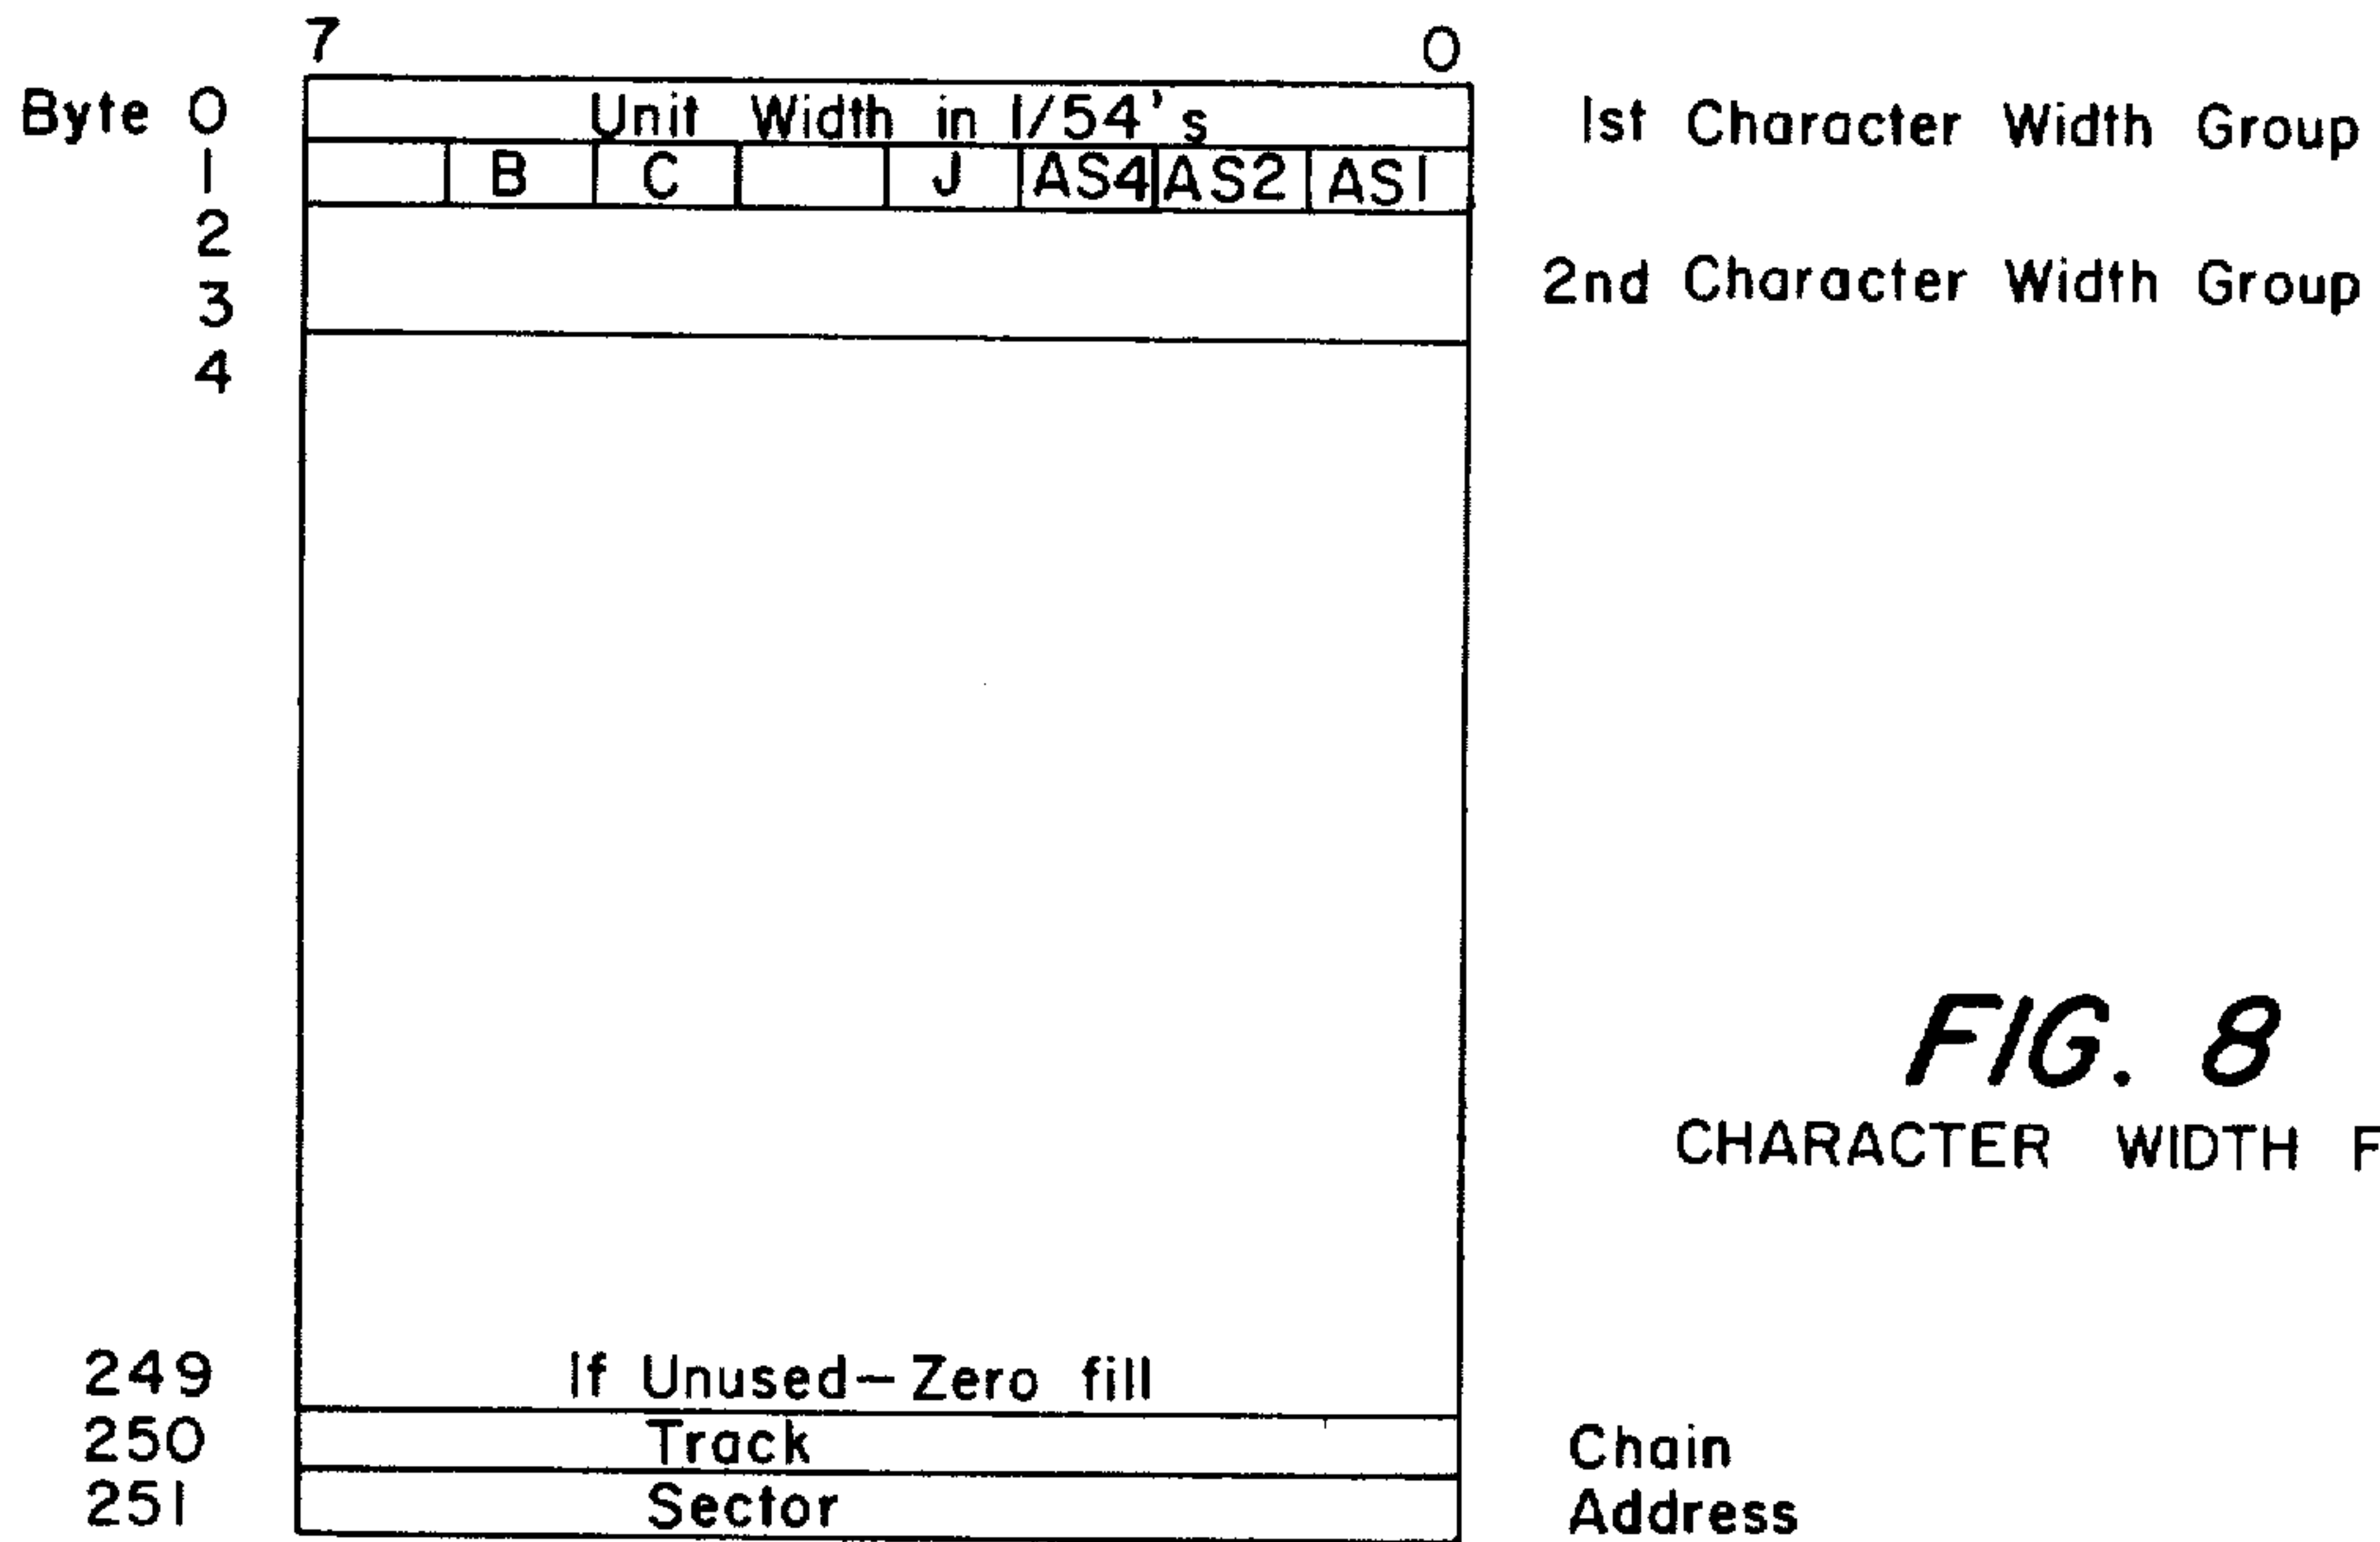 7 0
Byte 0 Unit Width in 1/54's 1st Character Width Group
1 B C J AS4 AS2 AS1
2
2nd Character Width Group
3
4
FIG. 8
CHARACTER WIDTH F
249 If Unused-Zero fill
250 Track Chain
251 Sector Address